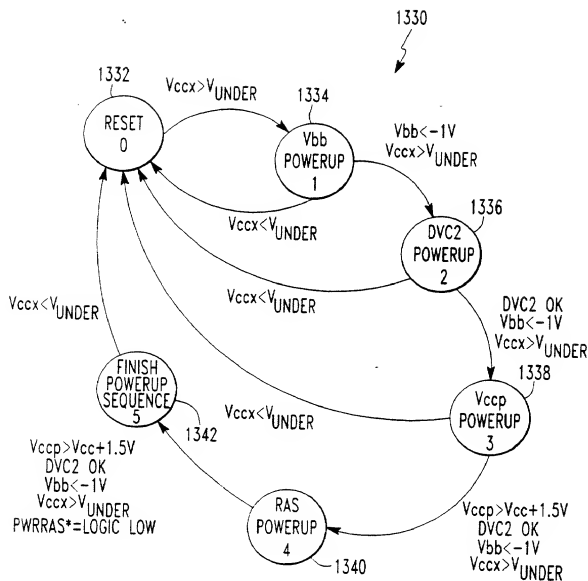 1330
1332
RESET
0
Vccx>VUNDER
1334
Vbb
POWERUP
1
Vbb<-1V
Vccx>VUNDER
1336
DVC2
POWERUP
2
Vccx<VUNDER
Vccx<VUNDER
DVC2 OK
Vbb<-1V
Vccx>VUNDER
1338
Vccp
POWERUP
3
Vccx<VUNDER
Vccx<VUNDER
FINISH
POWERUP
SEQUENCE
5
1342
Vccp>Vcc+1.5V
DVC2 OK
Vbb<-1V
Vccx>VUNDER
PWRRAS*=LOGIC LOW
RAS
POWERUP
4
1340
Vccp>Vcc+1.5V
DVC2 OK
Vbb<-1V
Vccx>VUNDER